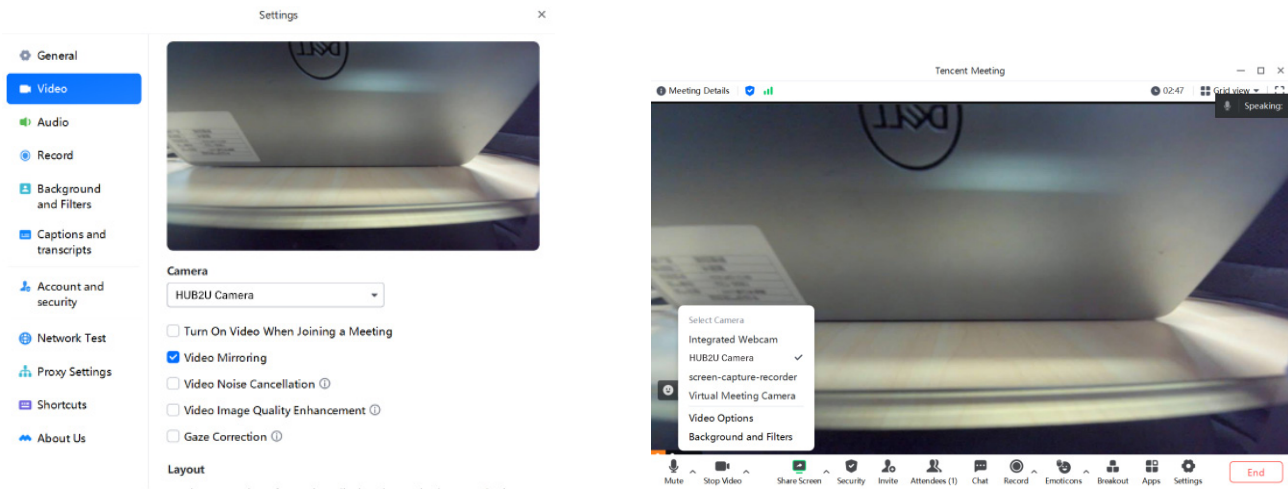 Settings
General
Video
Audio
Record
Background
and Filters
Captions and
transcripts
Account and
security
Network Test
Proxy Settings
Shortcuts
About Us
DELL
Camera
HUB2U Camera
Turn On Video When Joining a Meeting
Video Mirroring
Video Noise Cancellation
Video Image Quality Enhancement
Gaze Correction
Layout
Tencent Meeting
Meeting Details
02:47
Grid view
Speaking:
DELL
Select Camera
Integrated Webcam
HUB2U Camera
screen-capture-recorder
Virtual Meeting Camera
Video Options
Background and Filters
Mute
Stop Video
Share Screen
Security
Invite
Attendees (1)
Chat
Record
Emoticons
Breakout
Apps
Settings
End